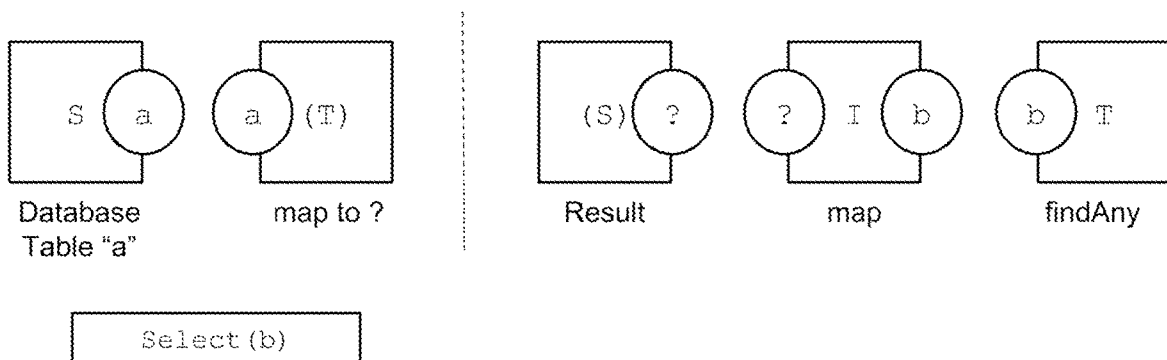 S a a (T) (S) ? ? I b b T
Database Table "a"
map to ?
Result
map
findAny
Select(b)